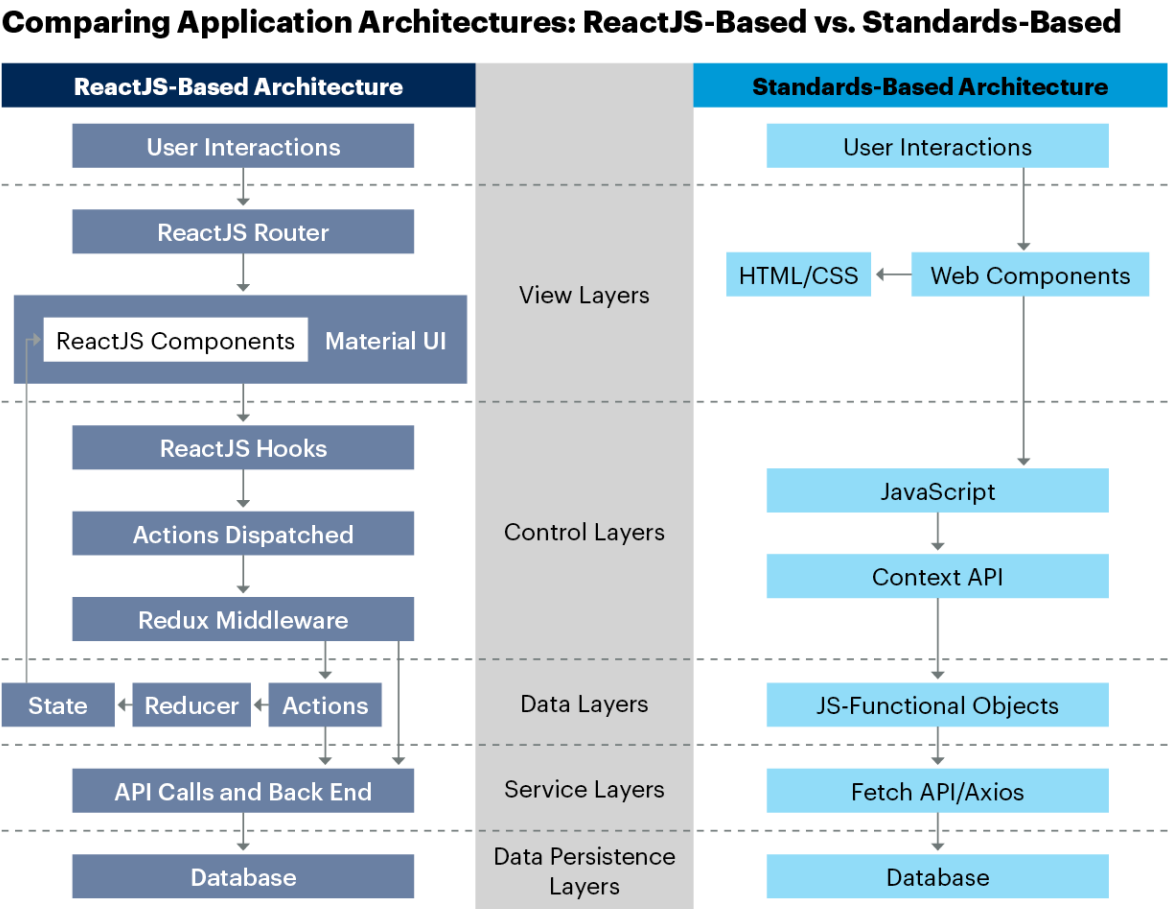 Comparing Application Architectures: ReactJS-Based vs. Standards-Based
ReactJS-Based Architecture
Standards-Based Architecture
User Interactions
User Interactions
ReactJS Router
HTML/CSS
Web Components
View Layers
ReactJS Components
Material UI
ReactJS Hooks
JavaScript
Actions Dispatched
Control Layers
Context API
Redux Middleware
State
Reducer
Actions
Data Layers
JS-Functional Objects
API Calls and Back End
Service Layers
Fetch API/Axios
Database
Data Persistence
Layers
Database